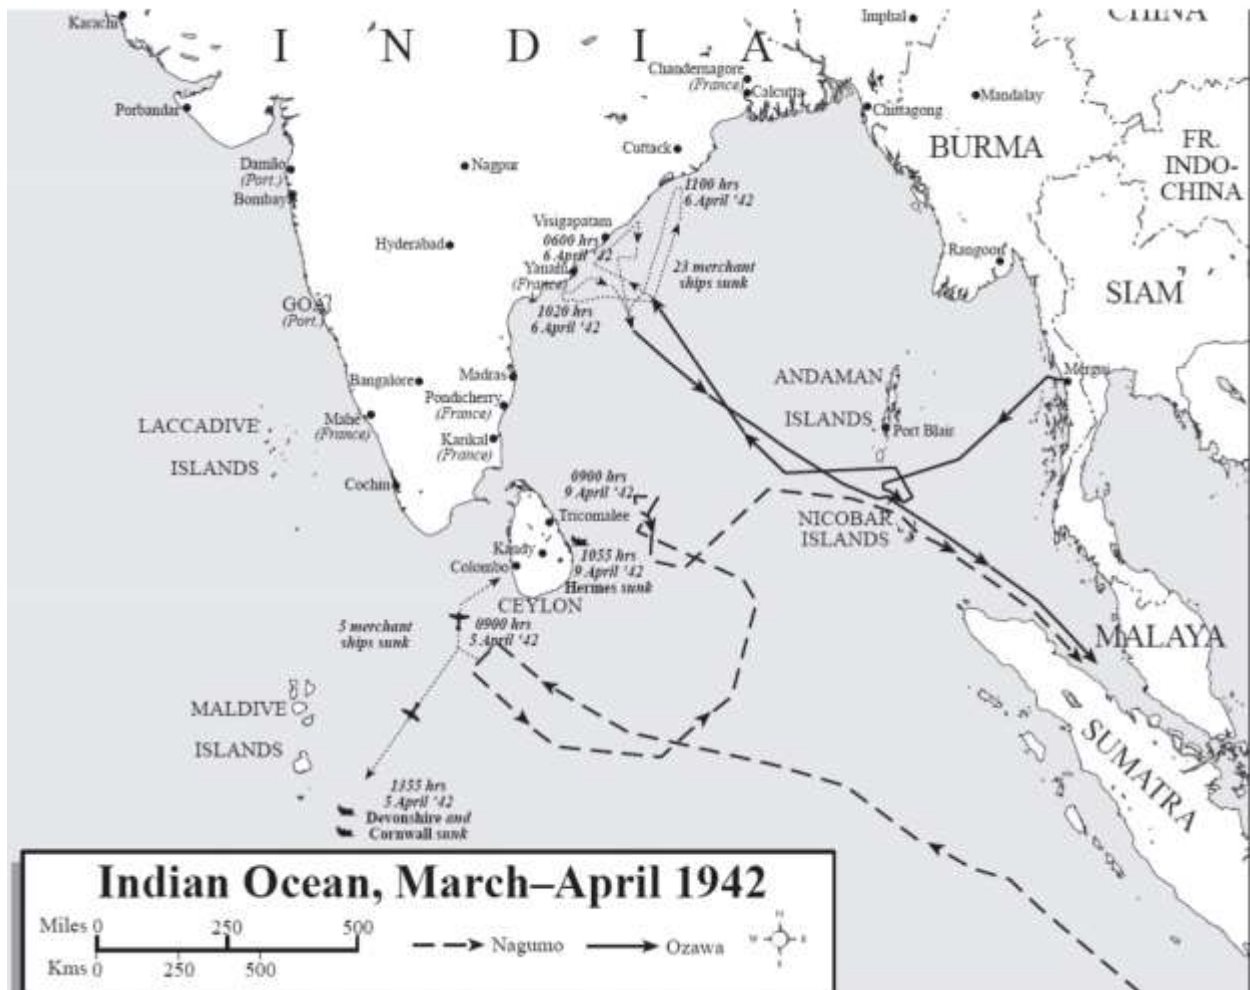 I N D I A
CHINA
Karachi
Imphal
Chandernagore
(France)
Calcutta
Porbandar
Chittagong
Mandalay
BURMA
FR.
INDO-
CHINA
Cuttack
Damão
(Port.)
Bombay
Nagpur
1100 hrs
6 April '42
Visigapatam
0600 hrs
6 April '42
Hyderabad
Yanam
(France)
23 merchant
ships sunk
Rangoon
SIAM
GOA
(Port.)
1020 hrs
6 April '42
Bangalore
Madras
ANDAMAN
ISLANDS
Mergui
Mahé
(France)
Pondicherry
(France)
Port Blair
LACCADIVE
ISLANDS
Karikal
(France)
Cochin
0900 hrs
9 April '42
Tricomalee
NICOBAR
ISLANDS
Kandy
Colombo
1055 hrs
9 April '42
Hermes sunk
CEYLON
5 merchant
ships sunk
0900 hrs
5 April '42
MALAYA
MALDIVE
ISLANDS
SUMATRA
1355 hrs
5 April '42
Devonshire and
Cornwall sunk
Indian Ocean, March–April 1942
Miles 0 250 500
Kms 0 250 500
Nagumo
Ozawa
N
W E
S